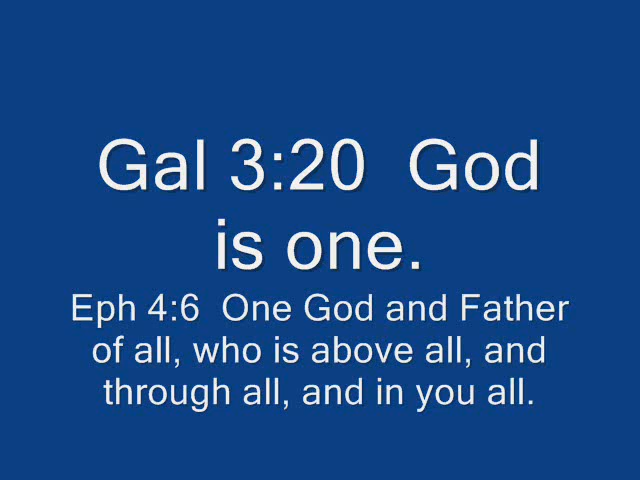 Gal 3:20  God
is one.
Eph 4:6  One God and Father
of all, who is above all, and
through all, and in you all.